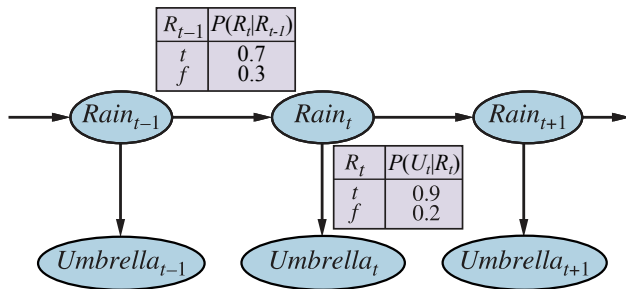 R_{t−1} P(R_t|R_{t-1})
t 0.7
f 0.3
Rain_{t−1} Rain_t Rain_{t+1}
R_t P(U_t|R_t)
t 0.9
f 0.2
Umbrella_{t−1} Umbrella_t Umbrella_{t+1}